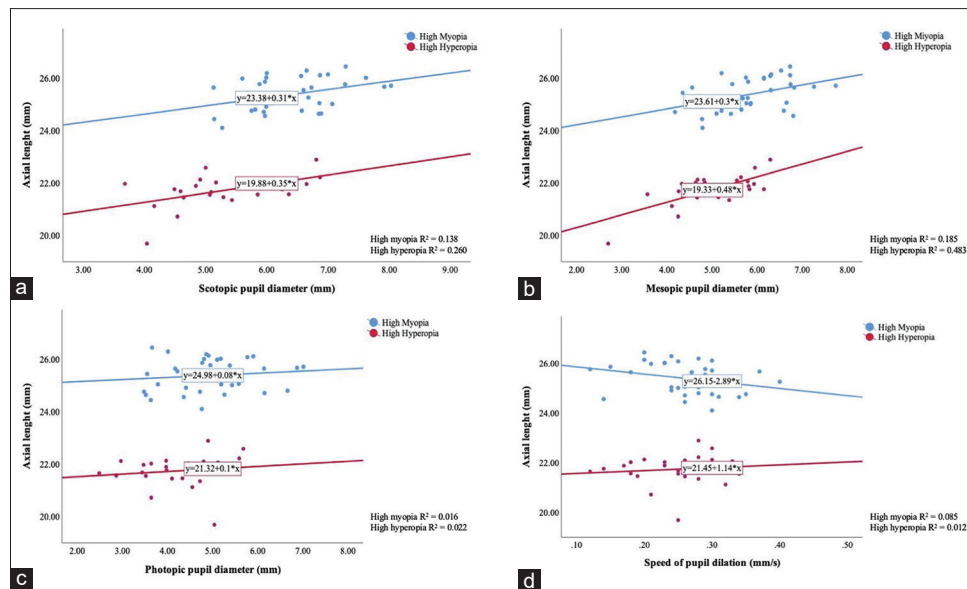 High Myopia
High Hyperopia
Axial lenght (mm)
26.00
24.00
22.00
20.00
y=23.38+0.31*x
y=19.88+0.35*x
High myopia R² = 0.138
High hyperopia R² = 0.260
3.00 4.00 5.00 6.00 7.00 8.00 9.00
Scotopic pupil diameter (mm)
a
High Myopia
High Hyperopia
Axial lenght (mm)
26.00
24.00
22.00
20.00
y=23.61+0.3*x
y=19.33+0.48*x
High myopia R² = 0.185
High hyperopia R² = 0.483
2.00 3.00 4.00 5.00 6.00 7.00 8.00
Mesopic pupil diameter (mm)
b
High Myopia
High Hyperopia
Axial lenght (mm)
26.00
24.00
22.00
20.00
y=24.98+0.08*x
y=21.32+0.1*x
High myopia R² = 0.016
High hyperopia R² = 0.022
2.00 3.00 4.00 5.00 6.00 7.00 8.00
Photopic pupil diameter (mm)
c
High Myopia
High Hyperopia
Axial lenght (mm)
26.00
24.00
22.00
20.00
y=26.15-2.89*x
y=21.45+1.14*x
High myopia R² = 0.085
High hyperopia R² = 0.012
.10 .20 .30 .40 .50
Speed of pupil dilation (mm/s)
d